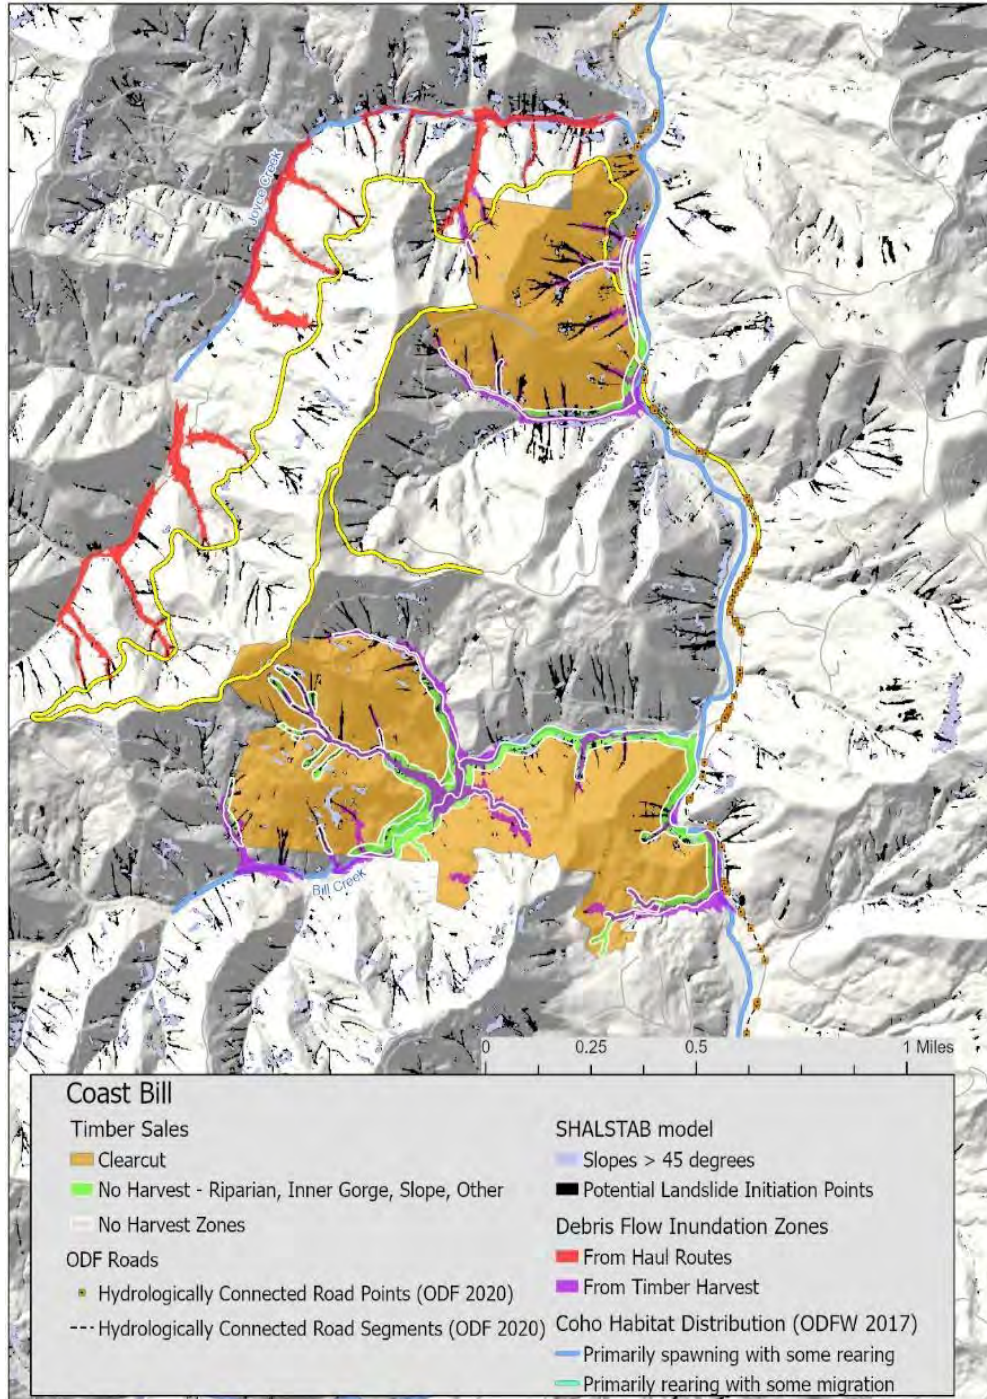 Joyce Creek
Bill Creek
0 0.25 0.5 1 Miles
Coast Bill
Timber Sales
Clearcut
No Harvest - Riparian, Inner Gorge, Slope, Other
No Harvest Zones
ODF Roads
Hydrologically Connected Road Points (ODF 2020)
Hydrologically Connected Road Segments (ODF 2020)
SHALSTAB model
Slopes > 45 degrees
Potential Landslide Initiation Points
Debris Flow Inundation Zones
From Haul Routes
From Timber Harvest
Coho Habitat Distribution (ODFW 2017)
Primarily spawning with some rearing
Primarily rearing with some migration